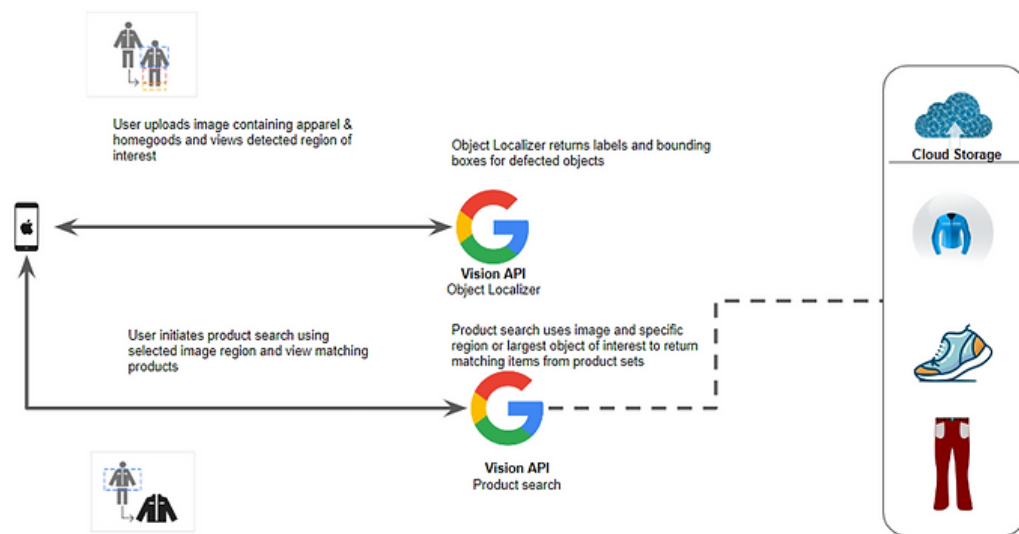 User uploads image containing apparel &
homegoods and views detected region of
interest
Object Localizer returns labels and bounding
boxes for defected objects
Cloud Storage
Vision API
Object Localizer
User initiates product search using
selected image region and view matching
products
Product search uses image and specific
region or largest object of interest to return
matching items from product sets
Vision API
Product search